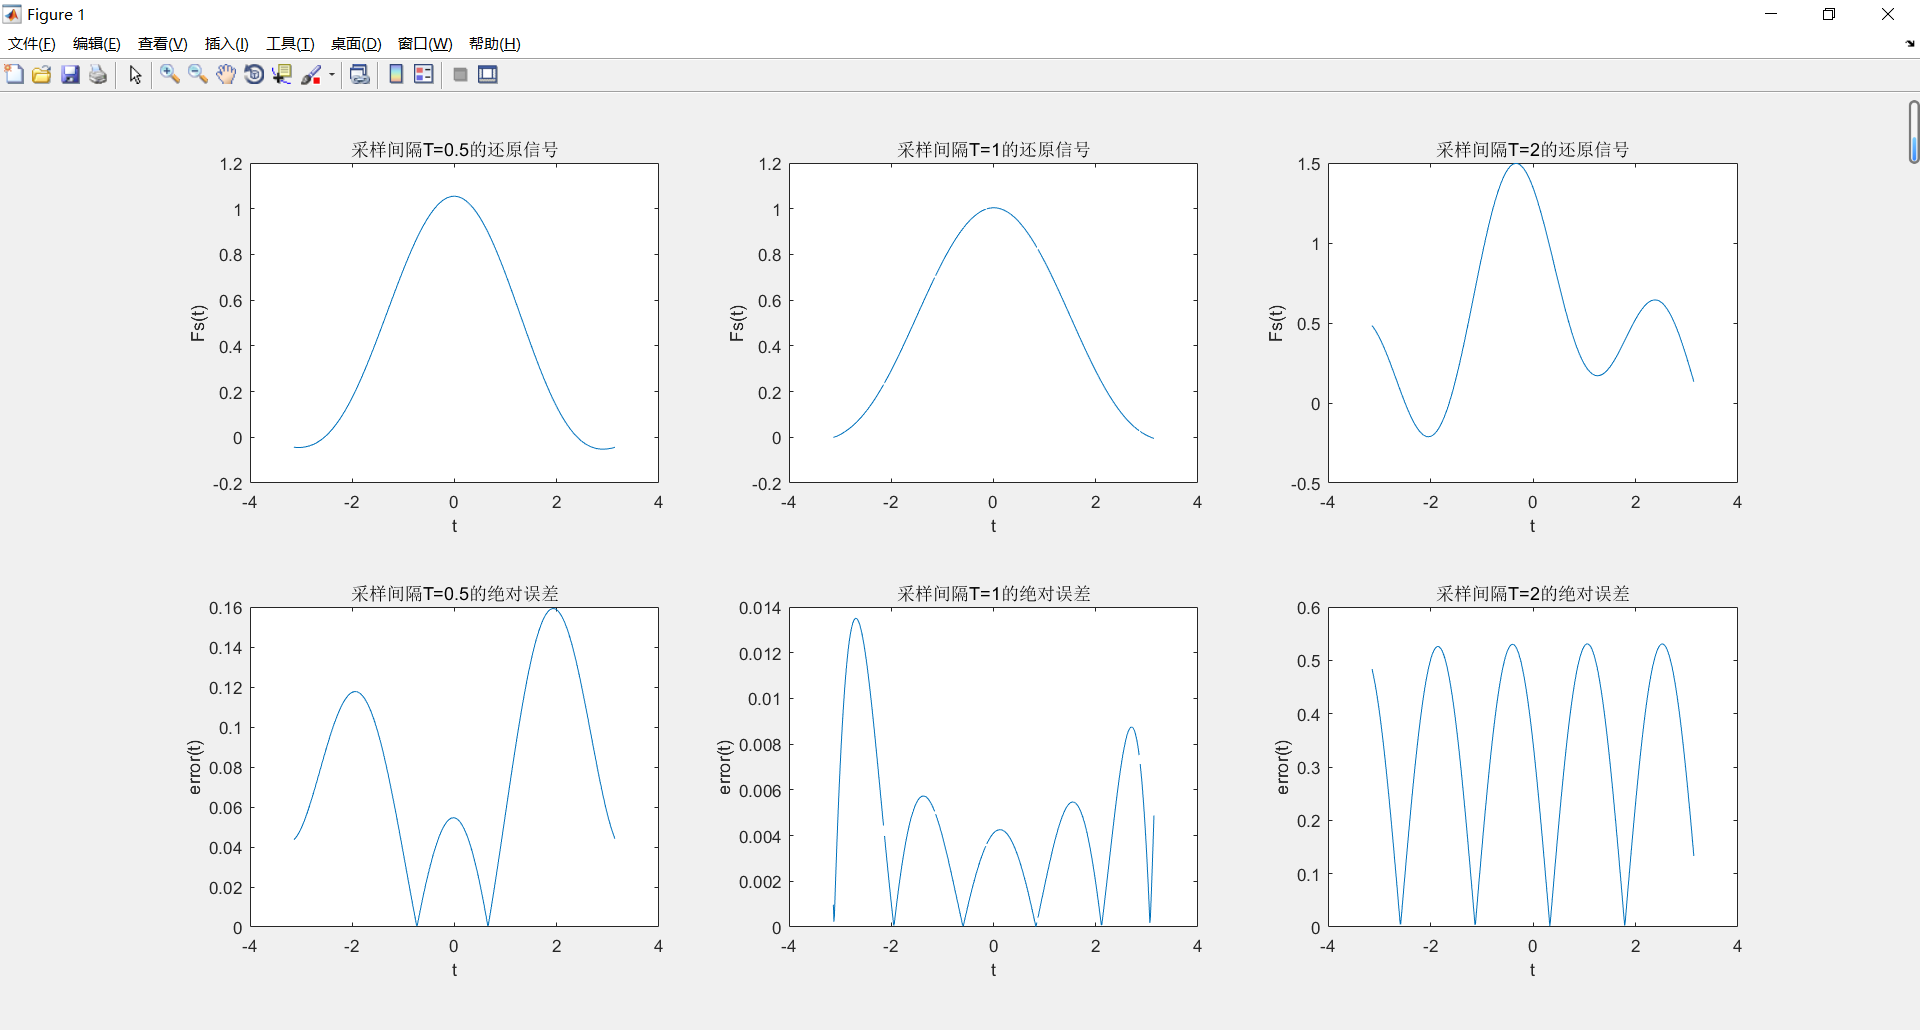 Figure 1
文件(F) 编辑(E) 查看(V) 插入(I) 工具(T) 桌面(D) 窗口(W) 帮助(H)
采样间隔T=0.5的还原信号
1.2
1
0.8
0.6
0.4
0.2
0
-0.2
Fs(t)
-4 -2 0 2 4
t
采样间隔T=1的还原信号
1.2
1
0.8
0.6
0.4
0.2
0
-0.2
Fs(t)
-4 -2 0 2 4
t
采样间隔T=2的还原信号
1.5
1
0.5
0
-0.5
Fs(t)
-4 -2 0 2 4
t
采样间隔T=0.5的绝对误差
0.16
0.14
0.12
0.1
0.08
0.06
0.04
0.02
0
error(t)
-4 -2 0 2 4
t
采样间隔T=1的绝对误差
0.014
0.012
0.01
0.008
0.006
0.004
0.002
0
error(t)
-4 -2 0 2 4
t
采样间隔T=2的绝对误差
0.6
0.5
0.4
0.3
0.2
0.1
0
error(t)
-4 -2 0 2 4
t